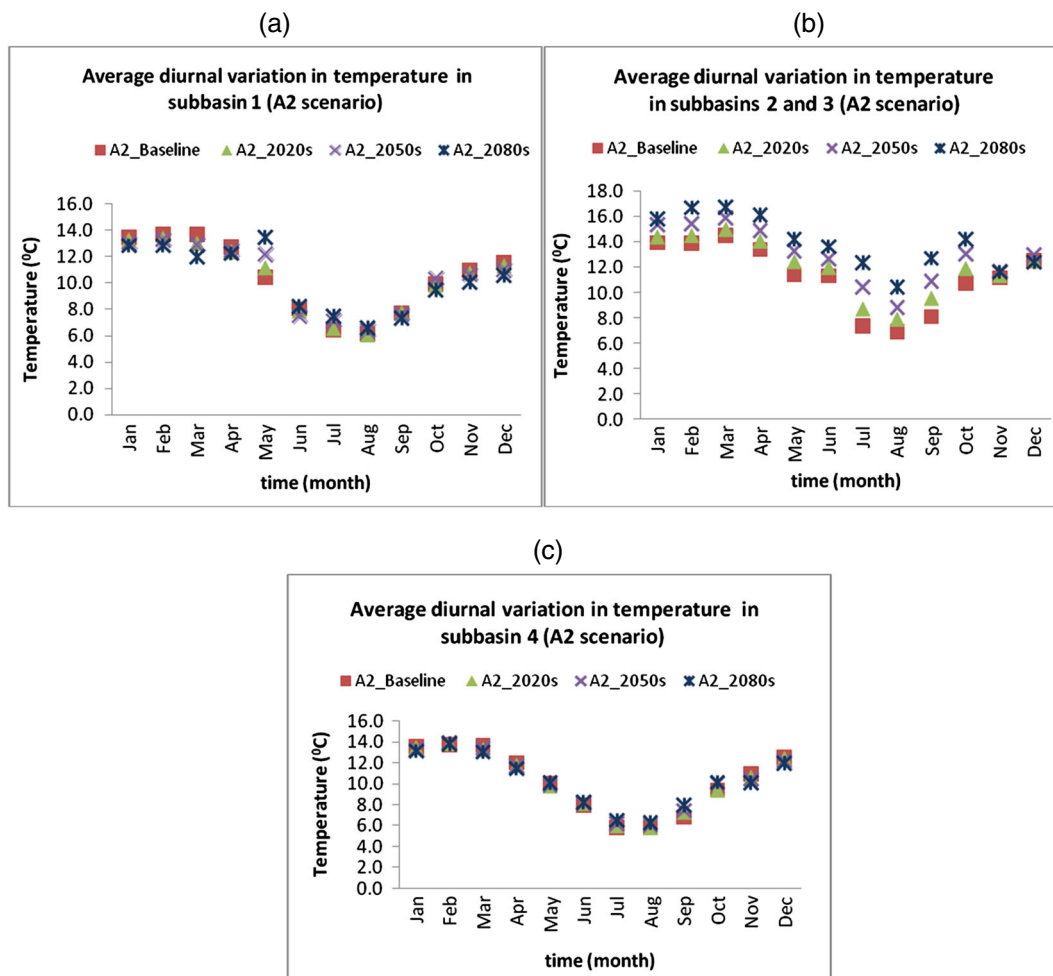 (a)
Average diurnal variation in temperature in
subbasin 1 (A2 scenario)
A2_Baseline A2_2020s A2_2050s A2_2080s
16.0
14.0
12.0
10.0
8.0
6.0
4.0
2.0
0.0
Temperature (⁰C)
Jan Feb Mar Apr May Jun Jul Aug Sep Oct Nov Dec
time (month)
(b)
Average diurnal variation in temperature
in subbasins 2 and 3 (A2 scenario)
A2_Baseline A2_2020s A2_2050s A2_2080s
18.0
16.0
14.0
12.0
10.0
8.0
6.0
4.0
2.0
0.0
Temperature (⁰C)
Jan Feb Mar Apr May Jun Jul Aug Sep Oct Nov Dec
time (month)
(c)
Average diurnal variation in temperature in
subbasin 4 (A2 scenario)
A2_Baseline A2_2020s A2_2050s A2_2080s
16.0
14.0
12.0
10.0
8.0
6.0
4.0
2.0
0.0
Temperature (⁰C)
Jan Feb Mar Apr May Jun Jul Aug Sep Oct Nov Dec
time (month)